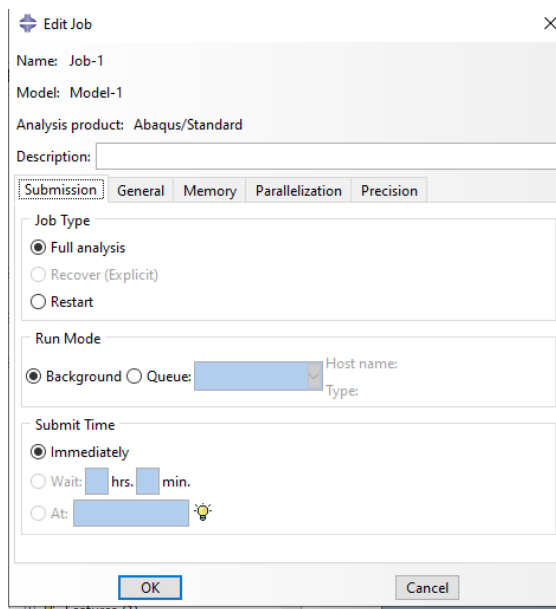 Edit Job
Name: Job-1
Model: Model-1
Analysis product: Abaqus/Standard
Description:
Submission General Memory Parallelization Precision
Job Type
Full analysis
Recover (Explicit)
Restart
Run Mode
Background Queue: Host name:
Type:
Submit Time
Immediately
Wait: hrs. min.
At:
OK Cancel